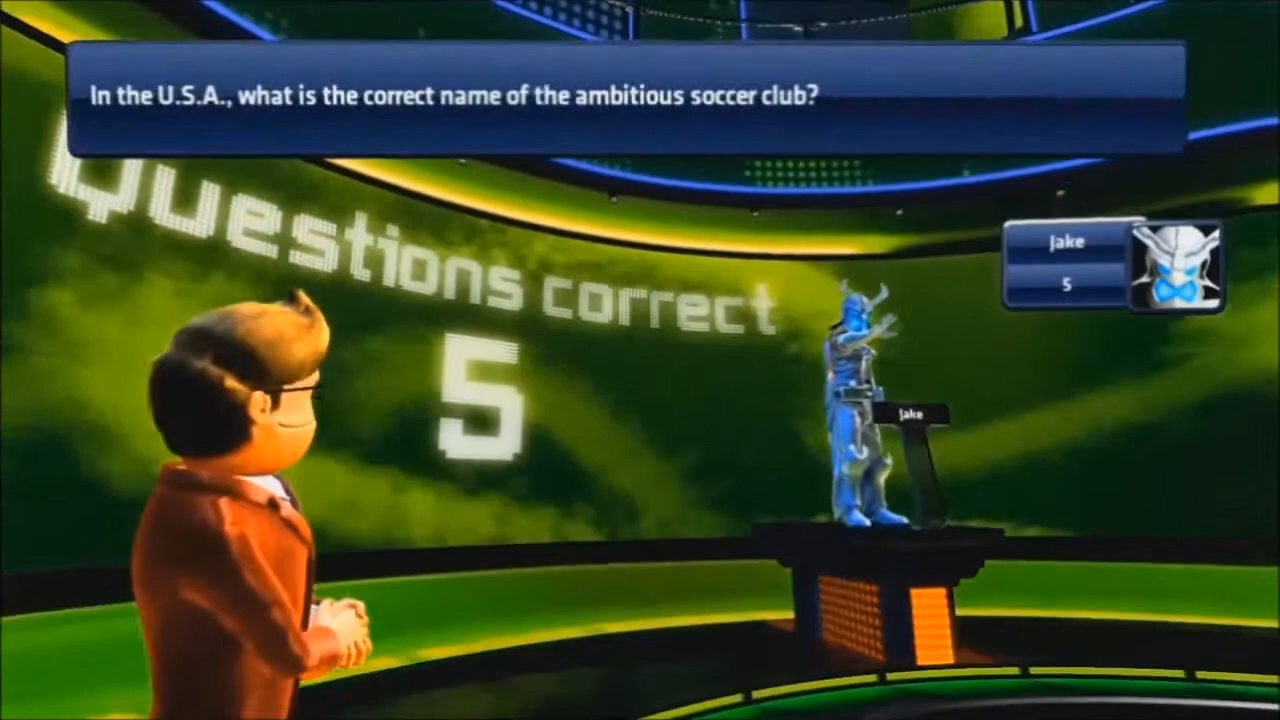 In the U.S.A., what is the correct name of the ambitious soccer club?
Questions correct
5
Jake
5
Jake